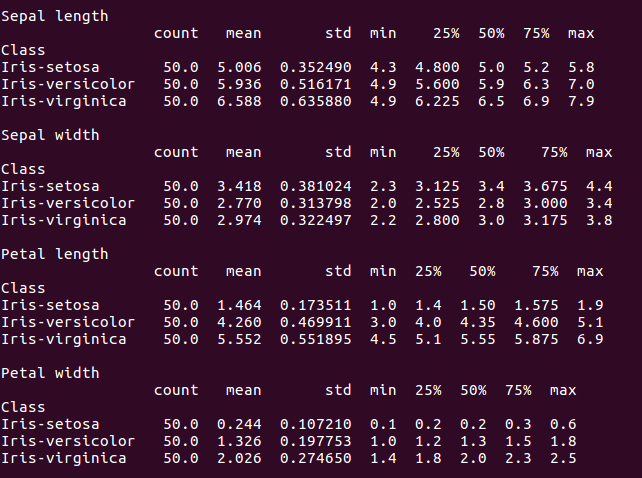 Sepal length
count mean std min 25% 50% 75% max
Class
Iris-setosa 50.0 5.006 0.352490 4.3 4.800 5.0 5.2 5.8
Iris-versicolor 50.0 5.936 0.516171 4.9 5.600 5.9 6.3 7.0
Iris-virginica 50.0 6.588 0.635880 4.9 6.225 6.5 6.9 7.9
Sepal width
count mean std min 25% 50% 75% max
Class
Iris-setosa 50.0 3.418 0.381024 2.3 3.125 3.4 3.675 4.4
Iris-versicolor 50.0 2.770 0.313798 2.0 2.525 2.8 3.000 3.4
Iris-virginica 50.0 2.974 0.322497 2.2 2.800 3.0 3.175 3.8
Petal length
count mean std min 25% 50% 75% max
Class
Iris-setosa 50.0 1.464 0.173511 1.0 1.4 1.50 1.575 1.9
Iris-versicolor 50.0 4.260 0.469911 3.0 4.0 4.35 4.600 5.1
Iris-virginica 50.0 5.552 0.551895 4.5 5.1 5.55 5.875 6.9
Petal width
count mean std min 25% 50% 75% max
Class
Iris-setosa 50.0 0.244 0.107210 0.1 0.2 0.2 0.3 0.6
Iris-versicolor 50.0 1.326 0.197753 1.0 1.2 1.3 1.5 1.8
Iris-virginica 50.0 2.026 0.274650 1.4 1.8 2.0 2.3 2.5